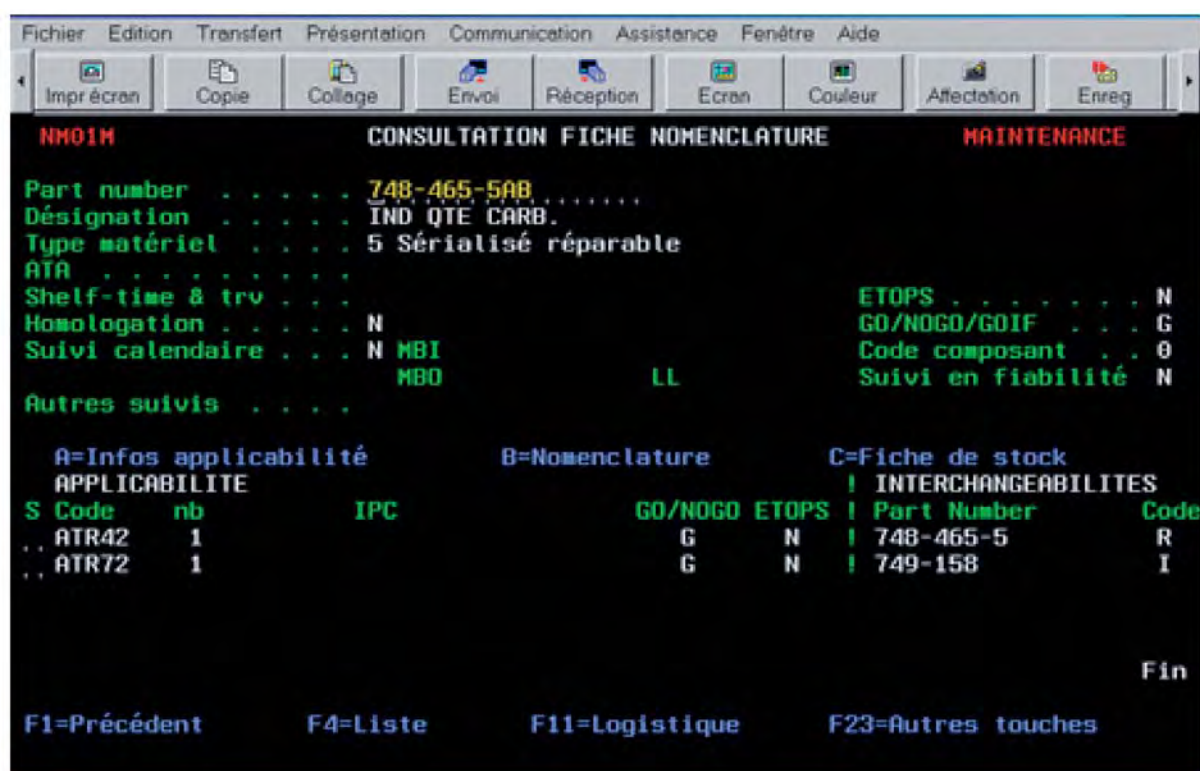 Fichier Edition Transfert Présentation Communication Assistance Fenêtre Aide
Imprécran Copie Collage Envoi Réception Ecran Couleur Affectation Enreg
NM01M CONSULTATION FICHE NOMENCLATURE MAINTENANCE
Part number . . . . . 748-465-5AB
Désignation . . . . . IND QTE CARB.
Type matériel . . . . 5 Sérialisé réparable
ATA . . . . . . . . .
Shelf-time & trv . . . ETOPS . . . . . . . N
Homologation . . . . . N GO/NOGO/GOIF . . . G
Suivi calendaire . . . N MBI Code composant . . 0
MBO LL Suivi en fiabilité N
Autres suivis . . . .
A=Infos applicabilité B=Nomenclature C=Fiche de stock
APPLICABILITE ! INTERCHANGEABILITES
S Code nb IPC GO/NOGO ETOPS ! Part Number Code
.. ATR42 1 G N ! 748-465-5 R
.. ATR72 1 G N ! 749-158 I
Fin
F1=Précédent F4=Liste F11=Logistique F23=Autres touches